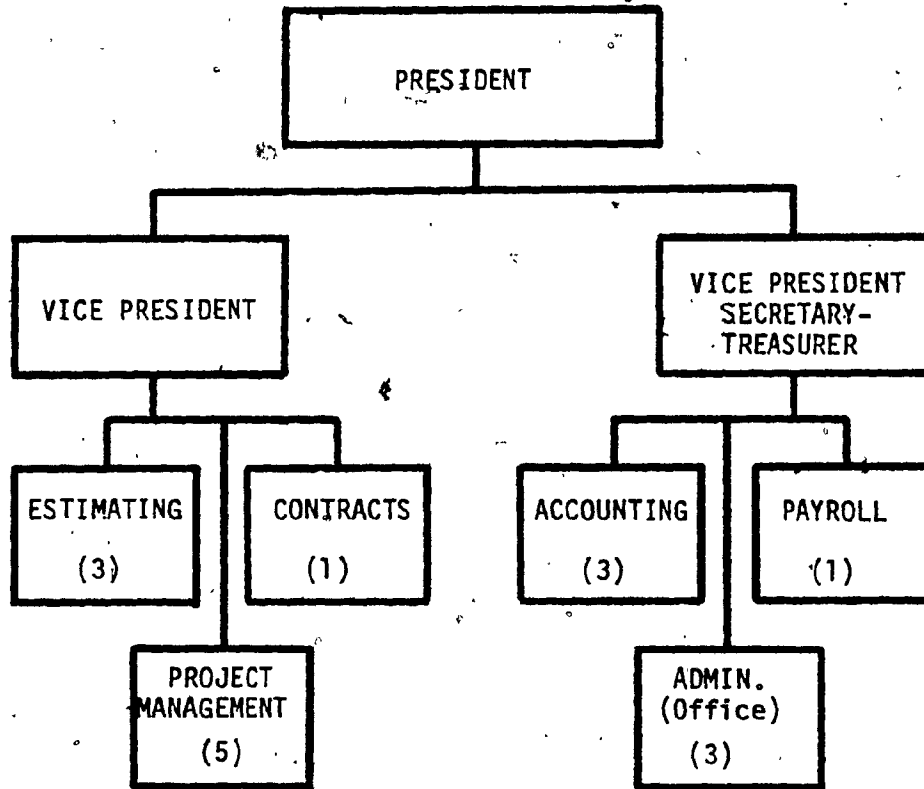 PRESIDENT
VICE PRESIDENT
VICE PRESIDENT
SECRETARY-
TREASURER
ESTIMATING
(3)
CONTRACTS
(1)
ACCOUNTING
(3)
PAYROLL
(1)
PROJECT
MANAGEMENT
(5)
ADMIN.
(Office)
(3)